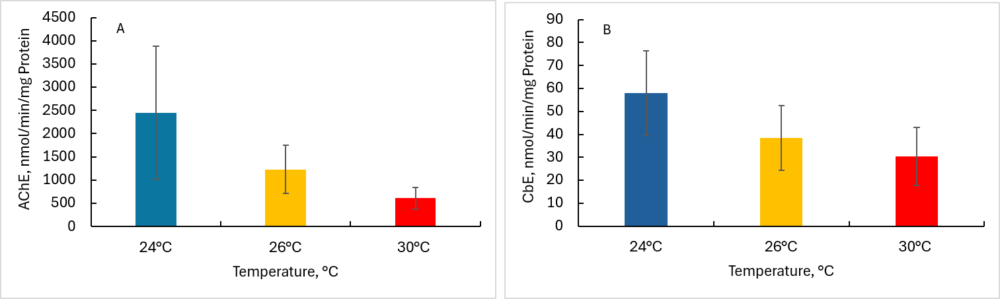 A
AChE, nmol/min/mg Protein
4500
4000
3500
3000
2500
2000
1500
1000
500
0
24°C 26°C 30°C
Temperature, °C
B
CbE, nmol/min/mg Protein
90
80
70
60
50
40
30
20
10
0
24°C 26°C 30°C
Temperature, °C